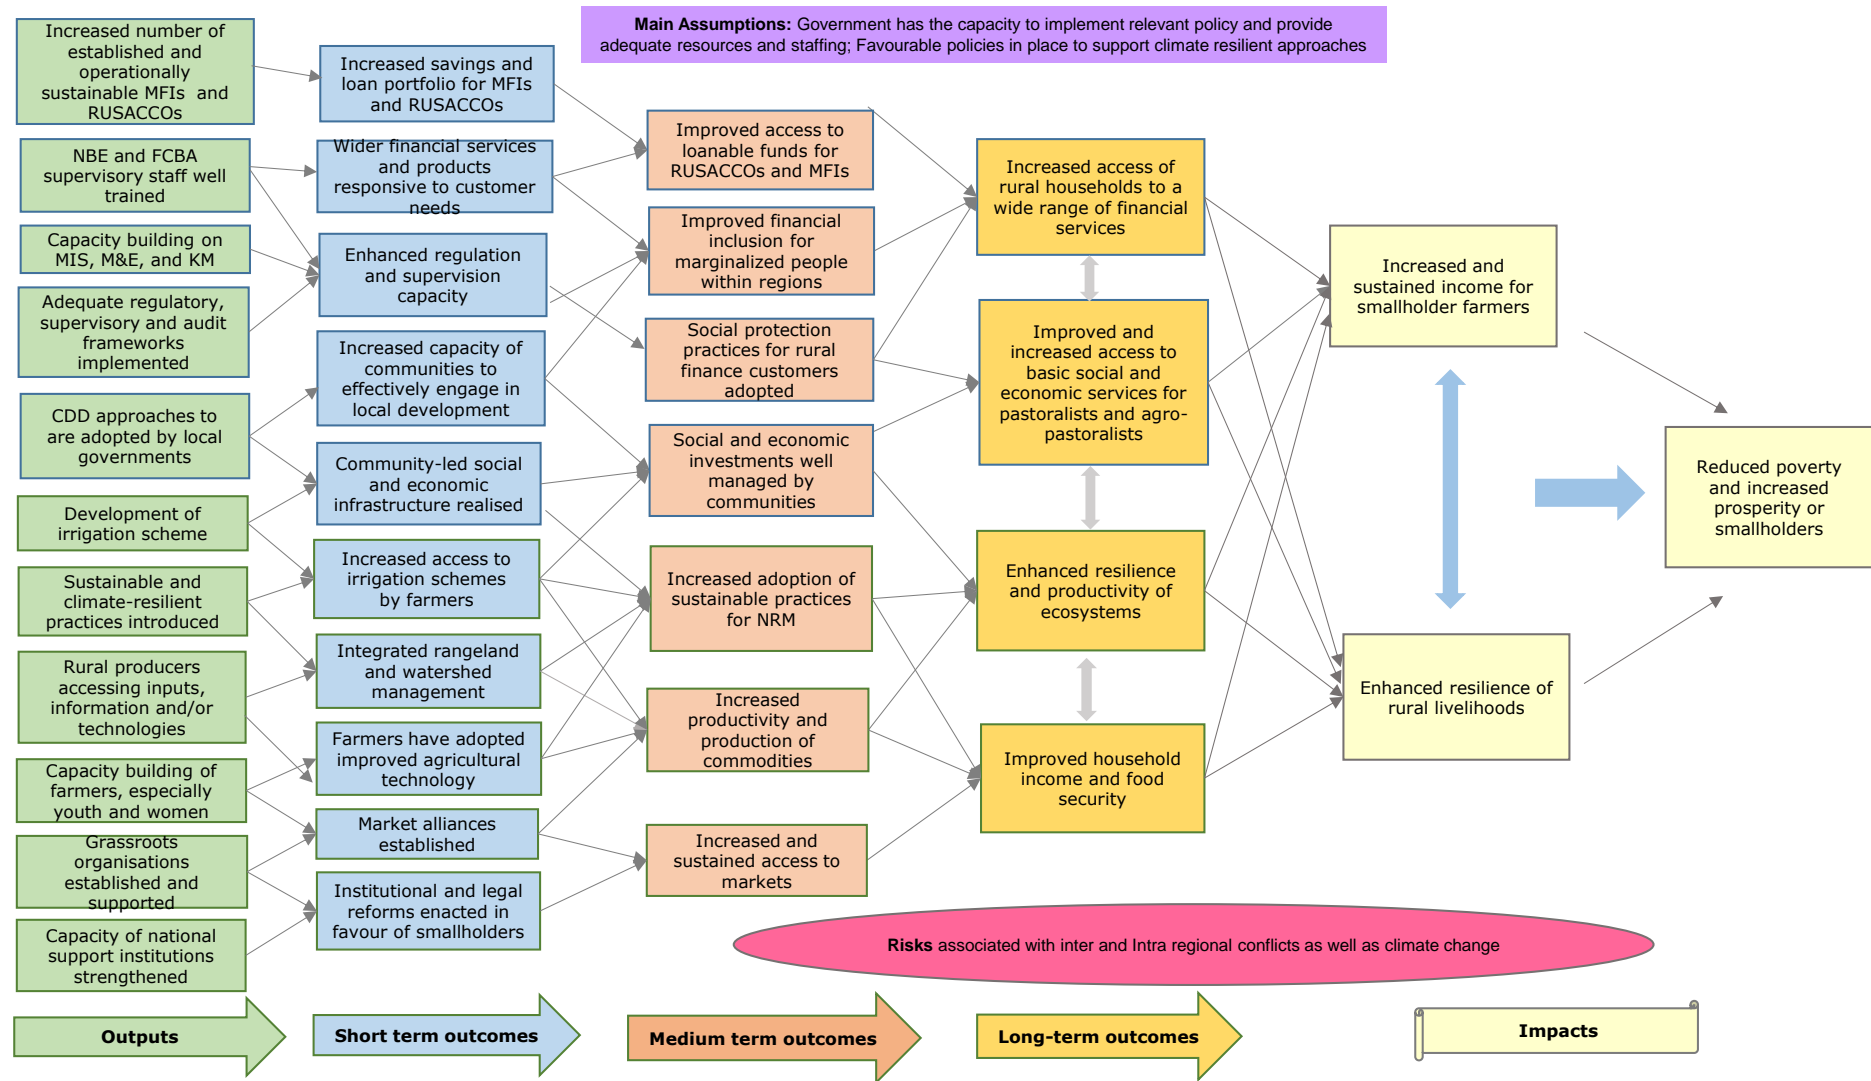 Main Assumptions: Government has the capacity to implement relevant policy and provide
adequate resources and staffing; Favourable policies in place to support climate resilient approaches
Increased number of
established and
operationally
sustainable MFIs and
RUSACCOs
NBE and FCBA
supervisory staff well
trained
Capacity building on
MIS, M&E, and KM
Adequate regulatory,
supervisory and audit
frameworks
implemented
CDD approaches to
are adopted by local
governments
Development of
irrigation scheme
Sustainable and
climate-resilient
practices introduced
Rural producers
accessing inputs,
information and/or
technologies
Capacity building of
farmers, especially
youth and women
Grassroots
organisations
established and
supported
Capacity of national
support institutions
strengthened
Increased savings and
loan portfolio for MFIs
and RUSACCOs
Wider financial services
and products
responsive to customer
needs
Enhanced regulation
and supervision
capacity
Increased capacity of
communities to
effectively engage in
local development
Community-led social
and economic
infrastructure realised
Increased access to
irrigation schemes
by farmers
Integrated rangeland
and watershed
management
Farmers have adopted
improved agricultural
technology
Market alliances
established
Institutional and legal
reforms enacted in
favour of smallholders
Improved access to
loanable funds for
RUSACCOs and MFIs
Improved financial
inclusion for
marginalized people
within regions
Social protection
practices for rural
finance customers
adopted
Social and economic
investments well
managed by
communities
Increased adoption of
sustainable practices
for NRM
Increased
productivity and
production of
commodities
Increased and
sustained access to
markets
Increased access of
rural households to a
wide range of financial
services
Improved and
increased access to
basic social and
economic services for
pastoralists and agro-
pastoralists
Enhanced resilience
and productivity of
ecosystems
Improved household
income and food
security
Increased and
sustained income for
smallholder farmers
Enhanced resilience of
rural livelihoods
Reduced poverty
and increased
prosperity or
smallholders
Risks associated with inter and Intra regional conflicts as well as climate change
Outputs
Short term outcomes
Medium term outcomes
Long-term outcomes
Impacts